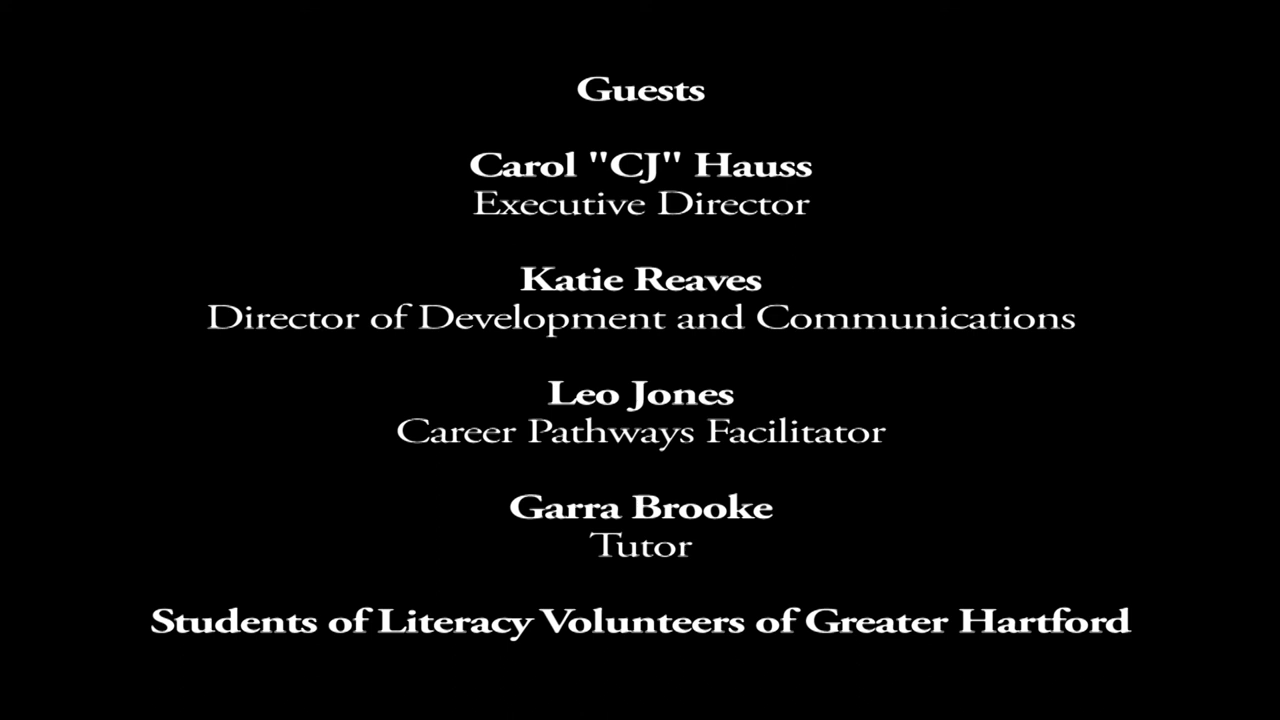 Guests
Carol "CJ" Hauss
Executive Director
Katie Reaves
Director of Development and Communications
Leo Jones
Career Pathways Facilitator
Garra Brooke
Tutor
Students of Literacy Volunteers of Greater Hartford